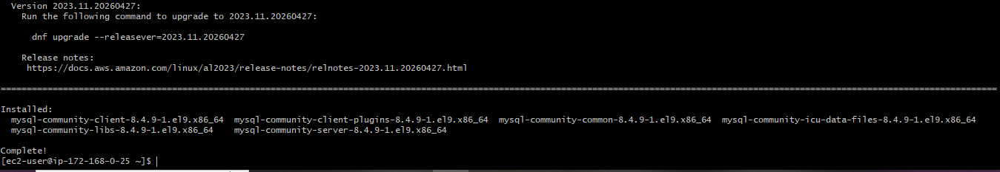 Version 2023.11.20260427:
Run the following command to upgrade to 2023.11.20260427:
dnf upgrade --releasever=2023.11.20260427
Release notes:
https://docs.aws.amazon.com/linux/al2023/release-notes/relnotes-2023.11.20260427.html
================================================================================================================================================================================================
Installed:
mysql-community-client-8.4.9-1.el9.x86_64  mysql-community-client-plugins-8.4.9-1.el9.x86_64  mysql-community-common-8.4.9-1.el9.x86_64  mysql-community-icu-data-files-8.4.9-1.el9.x86_64
mysql-community-libs-8.4.9-1.el9.x86_64    mysql-community-server-8.4.9-1.el9.x86_64
Complete!
[ec2-user@ip-172-168-0-25 ~]$